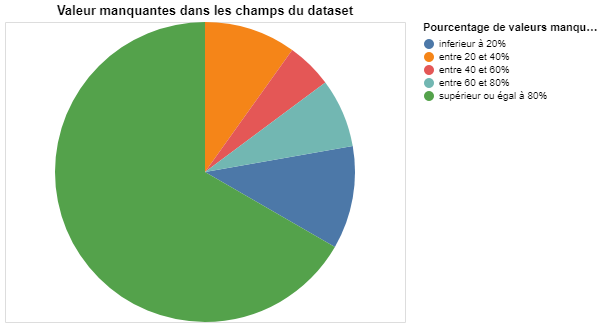 Valeur manquantes dans les champs du dataset
Pourcentage de valeurs manqu…
inferieur à 20%
entre 20 et 40%
entre 40 et 60%
entre 60 et 80%
supérieur ou égal à 80%